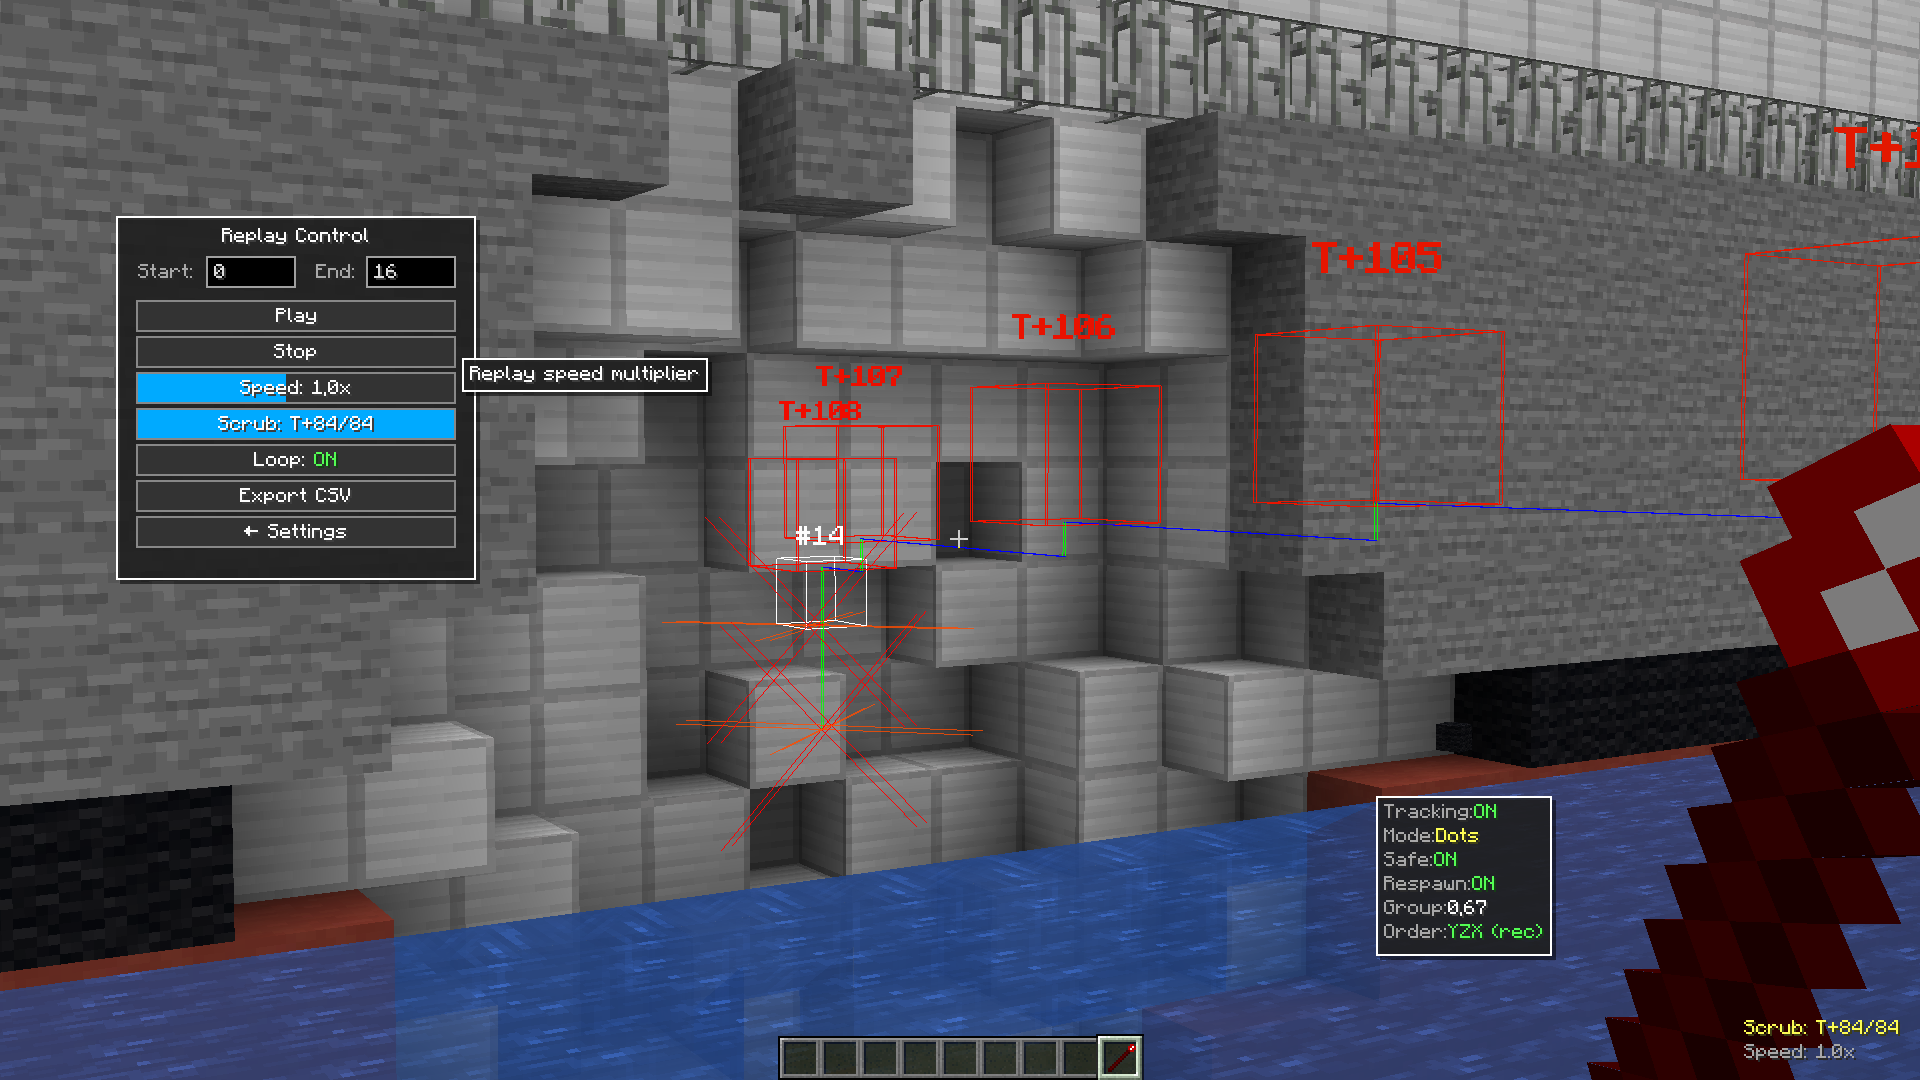 Replay Control
Start: 0 End: 16
Play
Stop
Speed: 1,0x
Replay speed multiplier
Scrub: T+84/84
Loop: ON
Export CSV
← Settings
T+105
T+106
T+107
T+108
#14
Tracking:ON
Mode:Dots
Safe:ON
Respawn:ON
Group:0,67
Order:YZX (rec)
Scrub: T+84/84
Speed: 1.0x